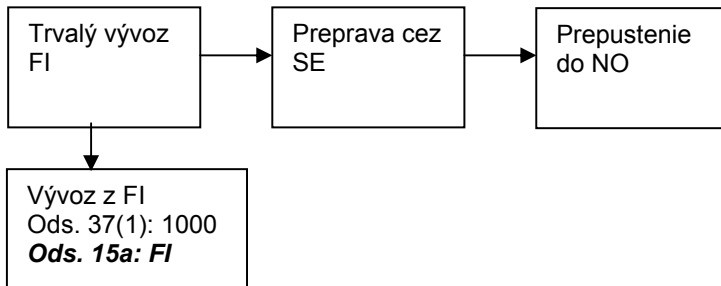 Trvalý vývoz
FI
Preprava cez
SE
Prepustenie
do NO
Vývoz z FI
Ods. 37(1): 1000
Ods. 15a: FI